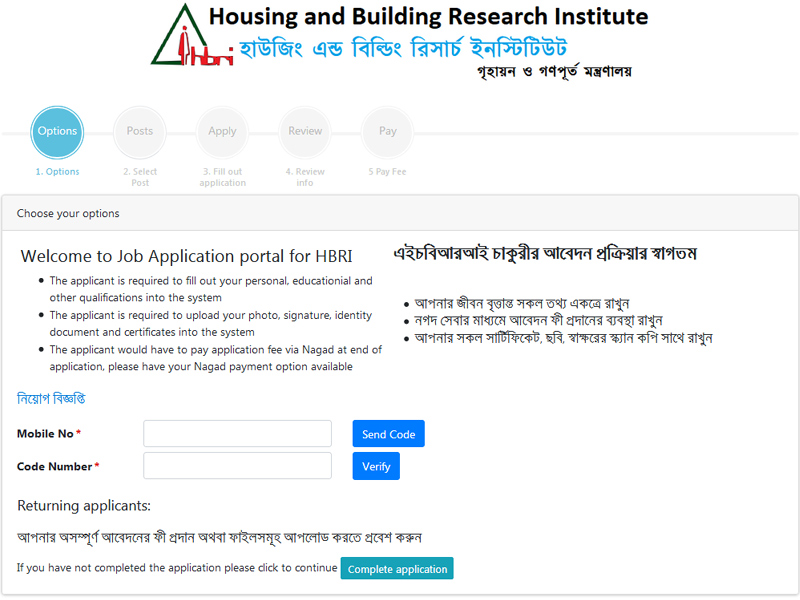 Housing and Building Research Institute
hbri
হাউজিং এন্ড বিল্ডিং রিসার্চ ইনস্টিটিউট
গৃহায়ন ও গণপূর্ত মন্ত্রণালয়
Options Posts Apply Review Pay
1. Options 2. Select 3. Fill out 4. Review 5 Pay Fee
Post application info
Choose your options
Welcome to Job Application portal for HBRI
The applicant is required to fill out your personal, educationial and
other qualifications into the system
The applicant is required to upload your photo, signature, identity
document and certificates into the system
The applicant would have to pay application fee via Nagad at end of
application, please have your Nagad payment option available
এইচবিআরআই চাকুরীর আবেদন প্রক্রিয়ার স্বাগতম
আপনার জীবন বৃত্তান্ত সকল তথ্য একত্রে রাখুন
নগদ সেবার মাধ্যমে আবেদন ফী প্রদানের ব্যবস্থা রাখুন
আপনার সকল সার্টিফিকেট, ছবি, স্বাক্ষরের স্ক্যান কপি সাথে রাখুন
নিয়োগ বিজ্ঞপ্তি
Mobile No * Send Code
Code Number * Verify
Returning applicants:
আপনার অসম্পূর্ণ আবেদনের ফী প্রদান অথবা ফাইলসমূহ আপলোড করতে প্রবেশ করুন
If you have not completed the application please click to continue Complete application